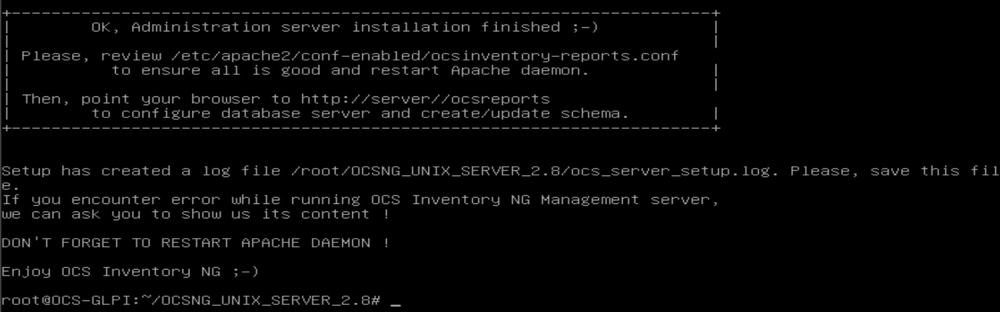 +-----------------------------------------------------------------------+
|        OK, Administration server installation finished ;-)            |
|                                                                       |
| Please, review /etc/apache2/conf-enabled/ocsinventory-reports.conf
|          to ensure all is good and restart Apache daemon.             |
|                                                                       |
| Then, point your browser to http://server//ocsreports
|        to configure database server and create/update schema.         |
+-----------------------------------------------------------------------+
Setup has created a log file /root/OCSNG_UNIX_SERVER_2.8/ocs_server_setup.log. Please, save this fil
e.
If you encounter error while running OCS Inventory NG Management server,
we can ask you to show us its content !
DON'T FORGET TO RESTART APACHE DAEMON !
Enjoy OCS Inventory NG ;-)
root@OCS-GLPI:~/OCSNG_UNIX_SERVER_2.8# _